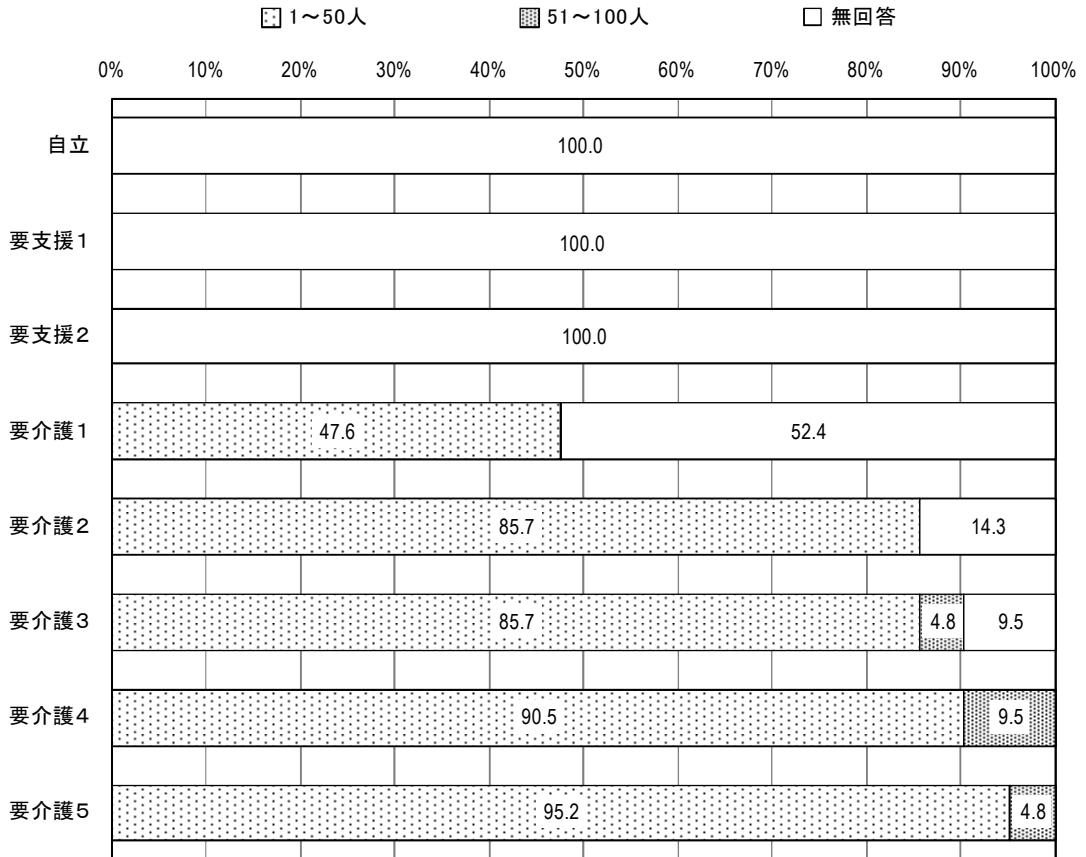 1～50人 51～100人 無回答
0% 10% 20% 30% 40% 50% 60% 70% 80% 90% 100%
自立 100.0
要支援1 100.0
要支援2 100.0
要介護1 47.6 52.4
要介護2 85.7 14.3
要介護3 85.7 4.8 9.5
要介護4 90.5 9.5
要介護5 95.2 4.8